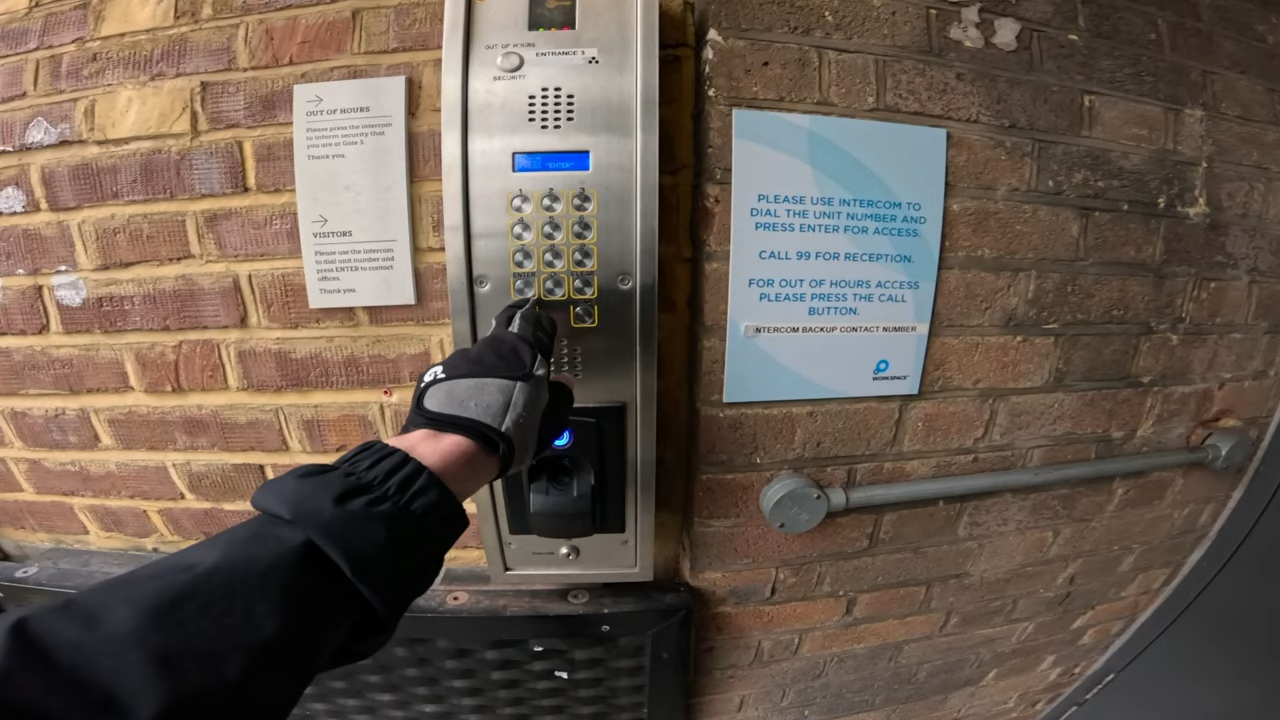 OUT OF HOURS
Please press the intercom
to inform security that
you are at Gate 3.
Thank you.
VISITORS
Please use the intercom
to dial unit number and
press ENTER to contact
offices.
Thank you.
OUT OF HOURS
ENTRANCE 3
SECURITY
PRESS "ENTER"
1 2 3
4 5 6
ENTER 0 CLEAR
PLEASE USE INTERCOM TO
DIAL THE UNIT NUMBER AND
PRESS ENTER FOR ACCESS.
CALL 99 FOR RECEPTION.
FOR OUT OF HOURS ACCESS
PLEASE PRESS THE CALL
BUTTON.
NTERCOM BACKUP CONTACT NUMBER
WORKSPACE
G.